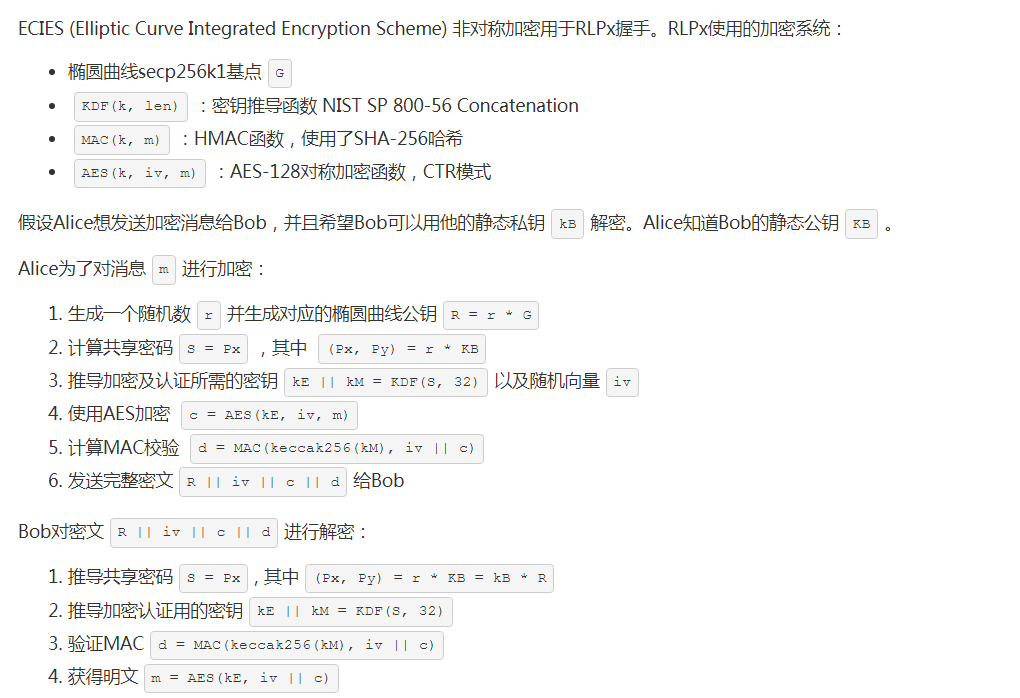 ECIES (Elliptic Curve Integrated Encryption Scheme) 非对称加密用于RLPx握手。RLPx使用的加密系统：
• 椭圆曲线secp256k1基点 G
• KDF(k, len) ：密钥推导函数 NIST SP 800-56 Concatenation
• MAC(k, m) ：HMAC函数，使用了SHA-256哈希
• AES(k, iv, m) ：AES-128对称加密函数，CTR模式
假设Alice想发送加密消息给Bob，并且希望Bob可以用他的静态私钥 kB 解密。Alice知道Bob的静态公钥 KB 。
Alice为了对消息 m 进行加密：
1. 生成一个随机数 r 并生成对应的椭圆曲线公钥 R = r * G
2. 计算共享密码 S = Px ，其中 (Px, Py) = r * KB
3. 推导加密及认证所需的密钥 kE || kM = KDF(S, 32) 以及随机向量 iv
4. 使用AES加密 c = AES(kE, iv, m)
5. 计算MAC校验 d = MAC(keccak256(kM), iv || c)
6. 发送完整密文 R || iv || c || d 给Bob
Bob对密文 R || iv || c || d 进行解密：
1. 推导共享密码 S = Px , 其中 (Px, Py) = r * KB = kB * R
2. 推导加密认证用的密钥 kE || kM = KDF(S, 32)
3. 验证MAC d = MAC(keccak256(kM), iv || c)
4. 获得明文 m = AES(kE, iv || c)